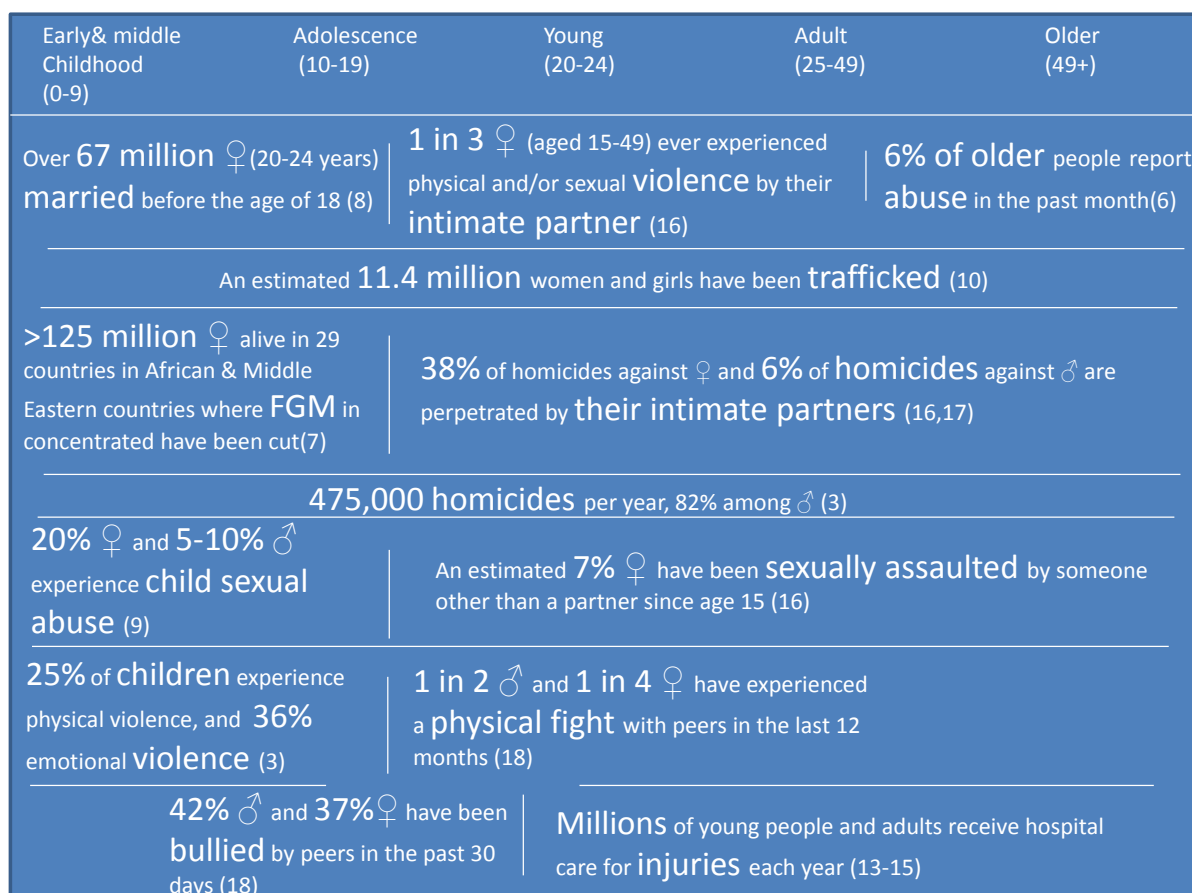 Early& middle
Childhood
(0-9)
Adolescence
(10-19)
Young
(20-24)
Adult
(25-49)
Older
(49+)
Over 67 million ♀(20-24 years)
married before the age of 18 (8)
1 in 3 ♀ (aged 15-49) ever experienced
physical and/or sexual violence by their
intimate partner (16)
6% of older people report
abuse in the past month(6)
An estimated 11.4 million women and girls have been trafficked (10)
>125 million ♀ alive in 29
countries in African & Middle
Eastern countries where FGM in
concentrated have been cut(7)
38% of homicides against ♀ and 6% of homicides against ♂ are
perpetrated by their intimate partners (16,17)
475,000 homicides per year, 82% among ♂ (3)
20% ♀ and 5-10% ♂
experience child sexual
abuse (9)
An estimated 7% ♀ have been sexually assaulted by someone
other than a partner since age 15 (16)
25% of children experience
physical violence, and 36%
emotional violence (3)
1 in 2 ♂ and 1 in 4 ♀ have experienced
a physical fight with peers in the last 12
months (18)
42% ♂ and 37%♀ have been
bullied by peers in the past 30
days (18)
Millions of young people and adults receive hospital
care for injuries each year (13-15)